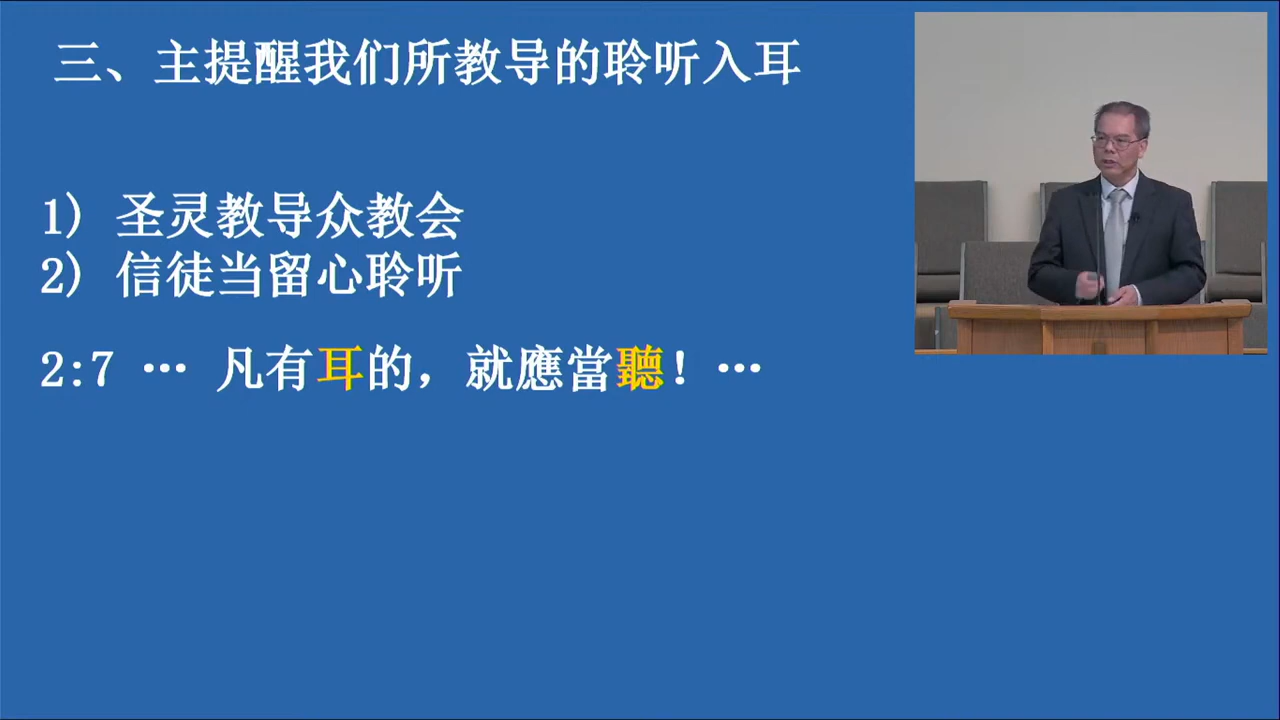 三、主提醒我们所教导的聆听入耳
1) 圣灵教导众教会
2) 信徒当留心聆听
2:7 … 凡有耳的，就應當聽！…